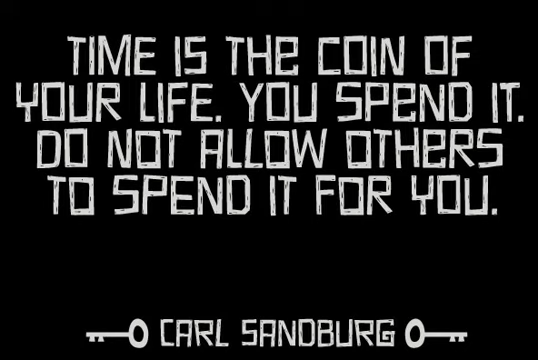 TIME IS THE COIN OF
YOUR LIFE. YOU SPEND IT.
DO NOT ALLOW OTHERS
TO SPEND IT FOR YOU.
CARL SANDBURG